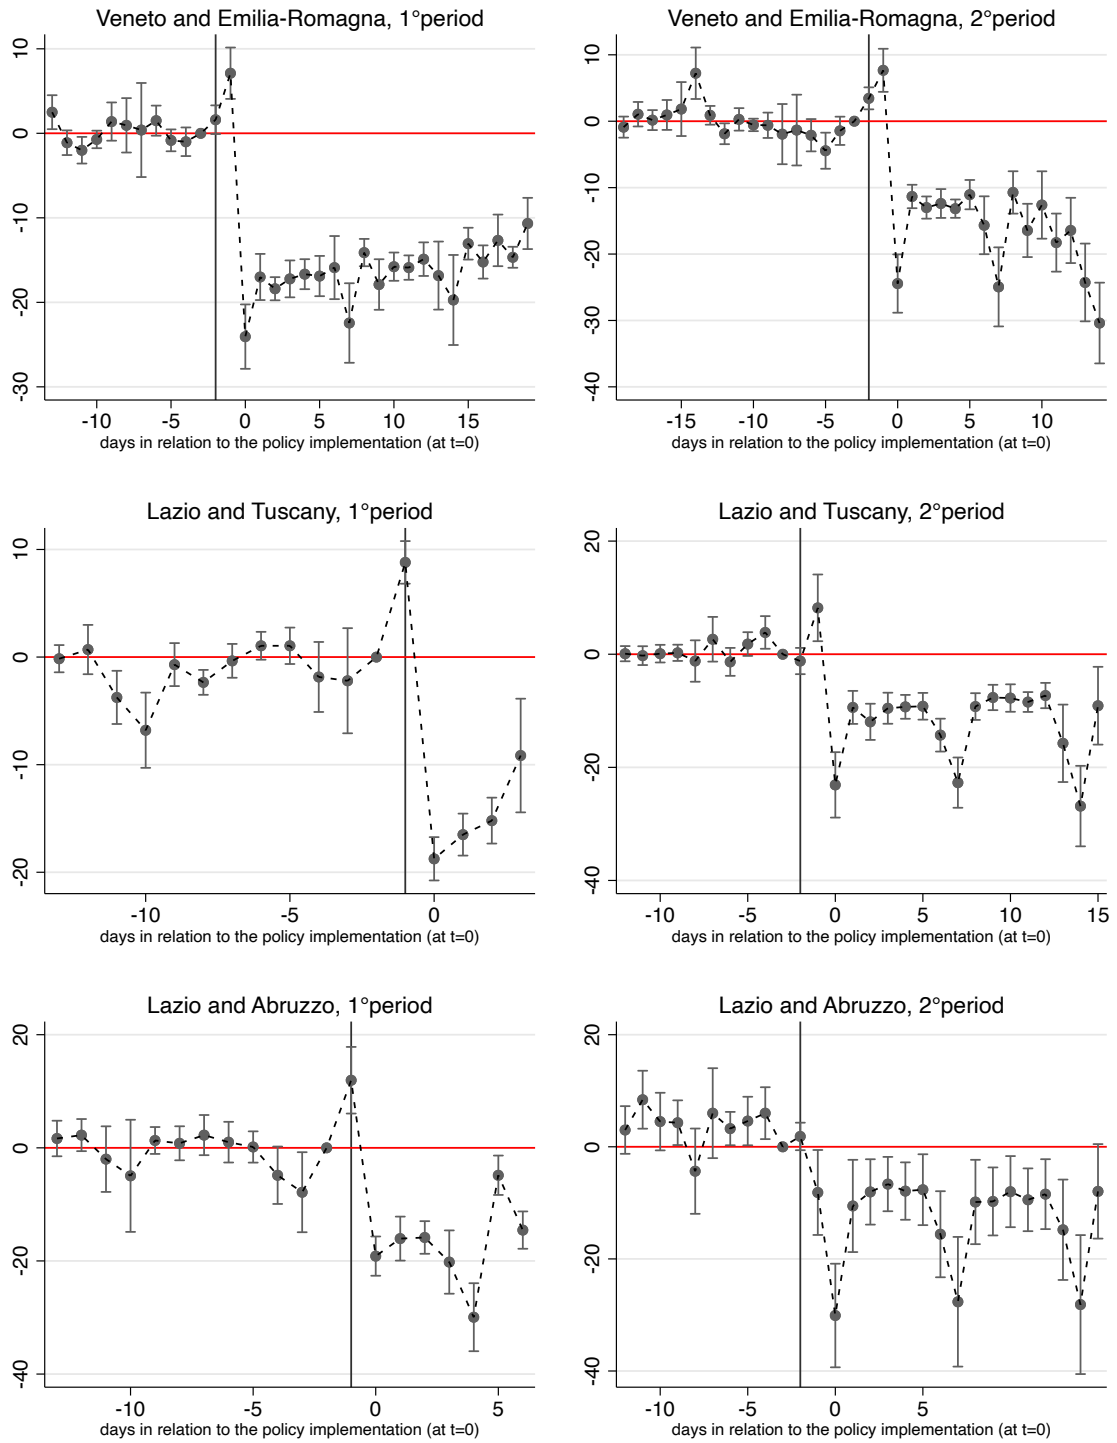 Veneto and Emilia-Romagna, 1°period
10
0
-10
-20
-30
-10 -5 0 5 10 15
days in relation to the policy implementation (at t=0)
Veneto and Emilia-Romagna, 2°period
10
0
-10
-20
-30
-40
-15 -10 -5 0 5 10
days in relation to the policy implementation (at t=0)
Lazio and Tuscany, 1°period
10
0
-10
-20
-10 -5 0
days in relation to the policy implementation (at t=0)
Lazio and Tuscany, 2°period
20
0
-20
-40
-10 -5 0 5 10 15
days in relation to the policy implementation (at t=0)
Lazio and Abruzzo, 1°period
20
0
-20
-40
-10 -5 0 5
days in relation to the policy implementation (at t=0)
Lazio and Abruzzo, 2°period
20
0
-20
-40
-10 -5 0 5 10
days in relation to the policy implementation (at t=0)